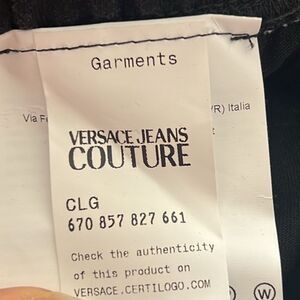 Garments
Via
VR) Italia
VERSACE JEANS
COUTURE
CLG
670 857 827 661
Check the authenticity
of this product on
VERSACE.CERTILOGO.COM
W